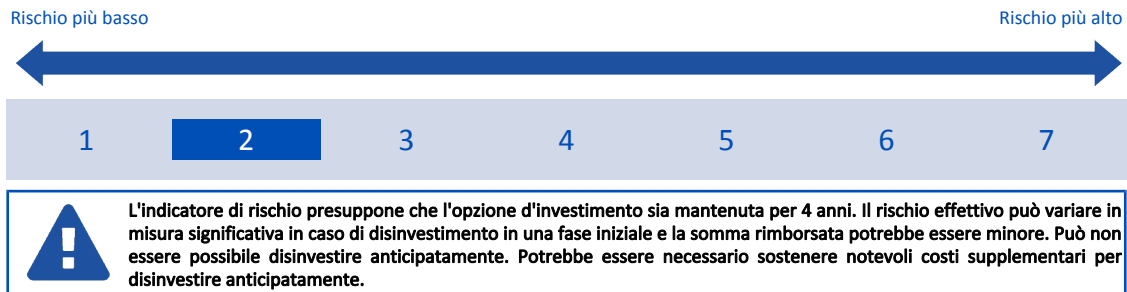 Rischio più basso Rischio più alto
1 2 3 4 5 6 7
L'indicatore di rischio presuppone che l'opzione d'investimento sia mantenuta per 4 anni. Il rischio effettivo può variare in
misura significativa in caso di disinvestimento in una fase iniziale e la somma rimborsata potrebbe essere minore. Può non
essere possibile disinvestire anticipatamente. Potrebbe essere necessario sostenere notevoli costi supplementari per
disinvestire anticipatamente.